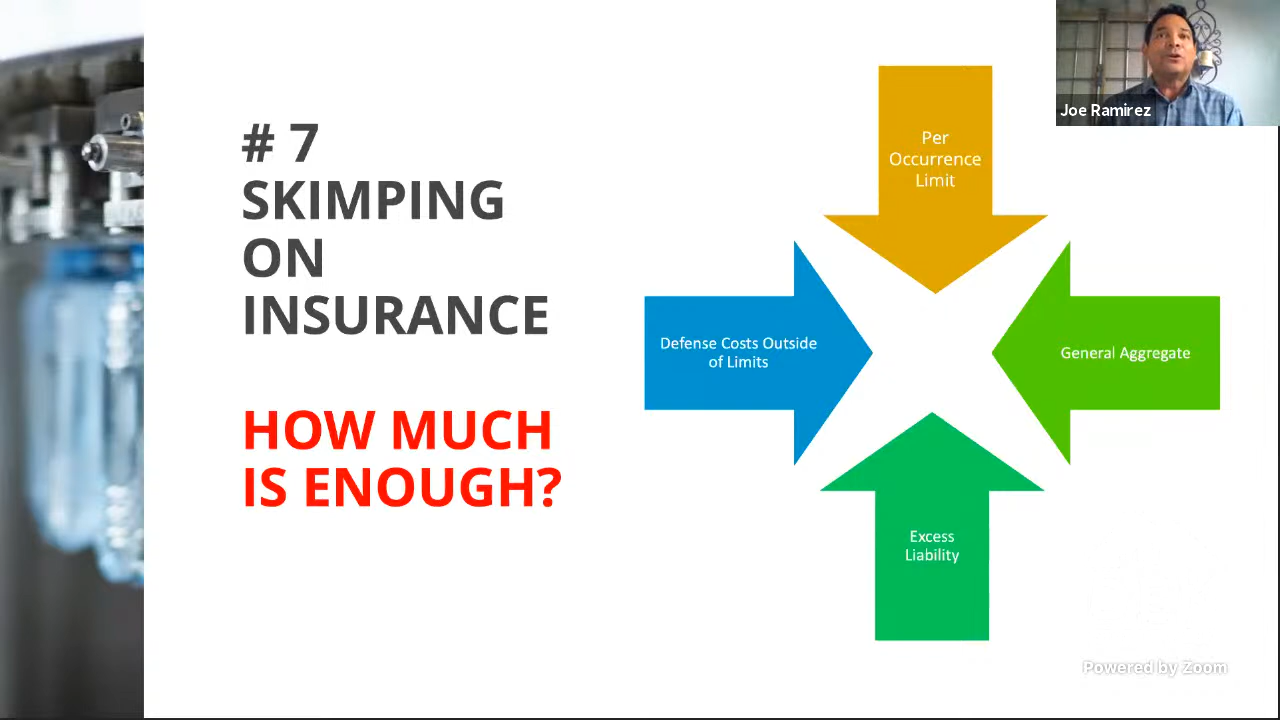 # 7
SKIMPING
ON
INSURANCE
HOW MUCH
IS ENOUGH?
Per
Occurrence
Limit
Defense Costs Outside
of Limits
General Aggregate
Excess
Liability
Joe Ramirez
Powered by Zoom